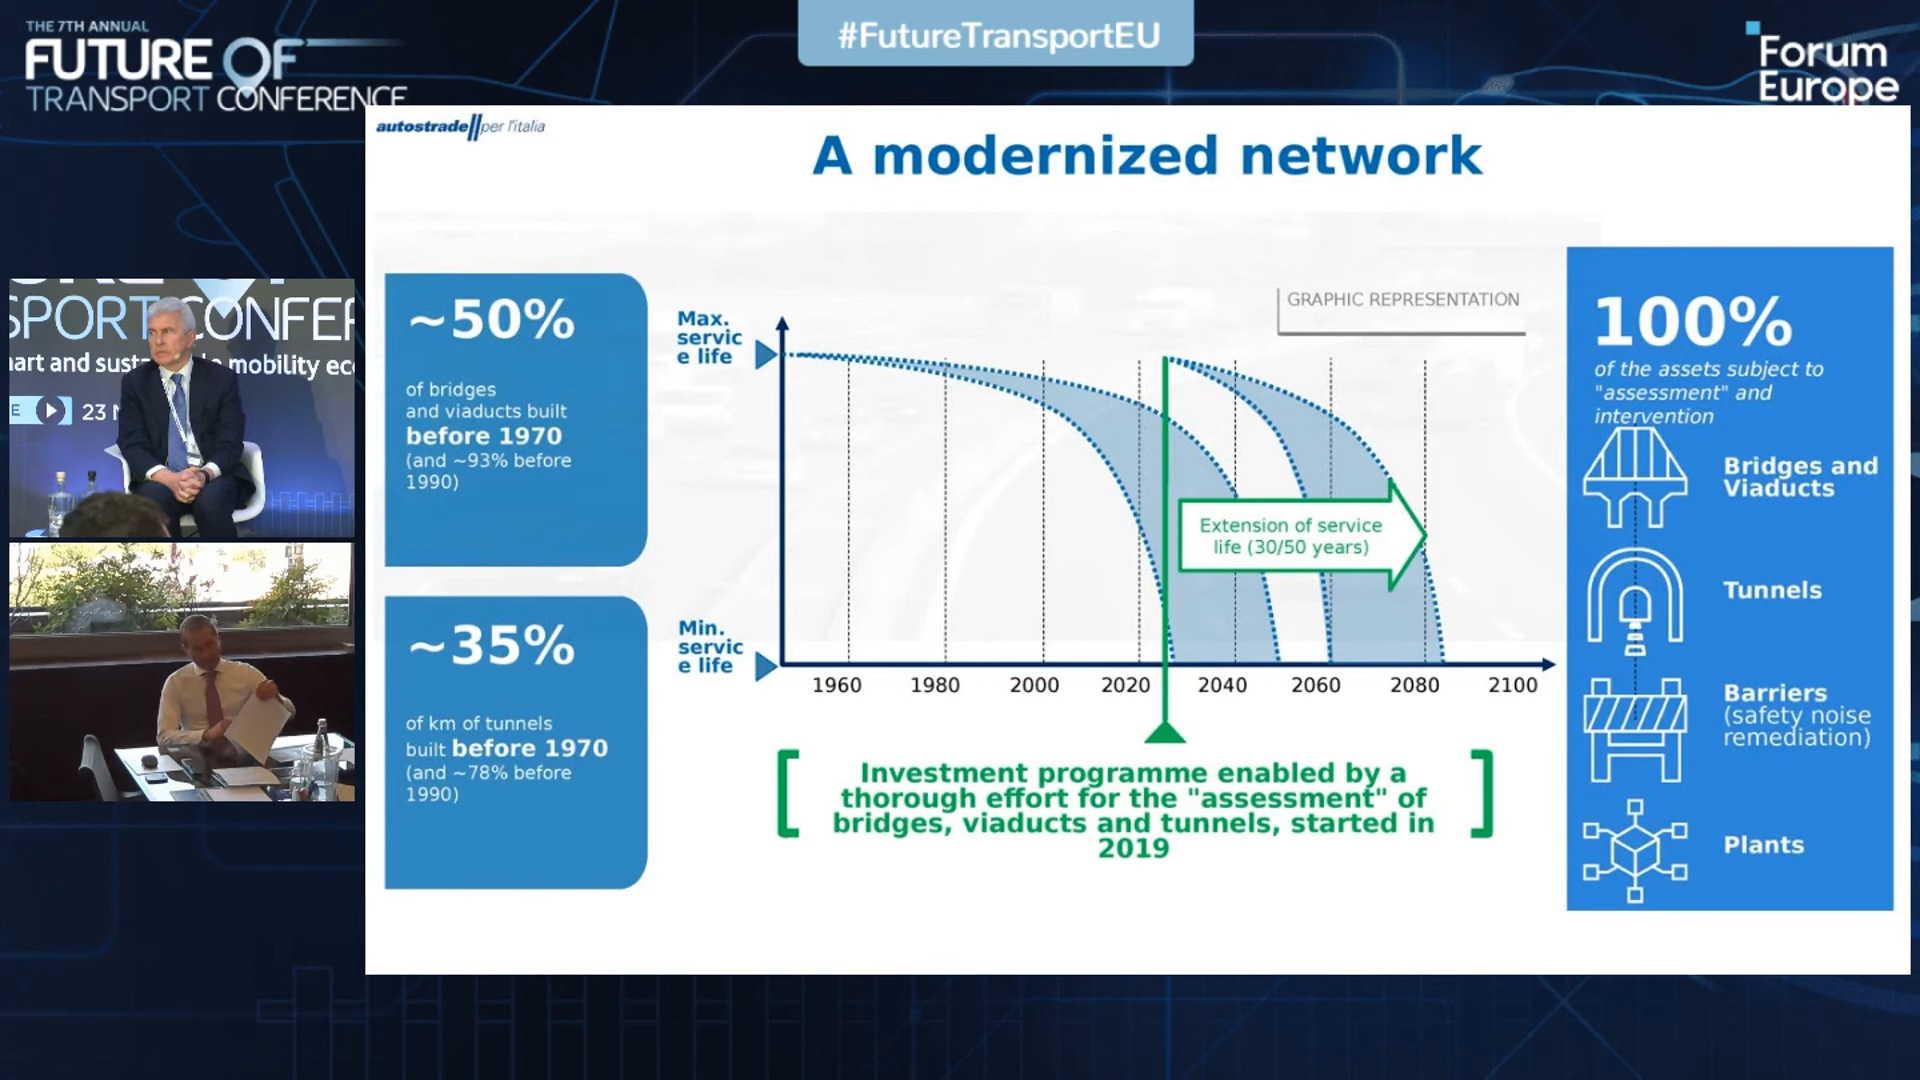 THE 7TH ANNUAL
FUTURE OF
TRANSPORT CONFERENCE
#FutureTransportEU
Forum
Europe
autostrade//per l'italia
A modernized network
~50%
of bridges
and viaducts built
before 1970
(and ~93% before
1990)
~35%
of km of tunnels
built before 1970
(and ~78% before
1990)
GRAPHIC REPRESENTATION
Max.
servic
e life
Extension of service
life (30/50 years)
Min.
servic
e life
1960 1980 2000 2020 2040 2060 2080 2100
[ Investment programme enabled by a
thorough effort for the "assessment" of
bridges, viaducts and tunnels, started in
2019 ]
100%
of the assets subject to
"assessment" and
intervention
Bridges and
Viaducts
Tunnels
Barriers
(safety noise
remediation)
Plants
SPORT CONFER
mobility ec
23